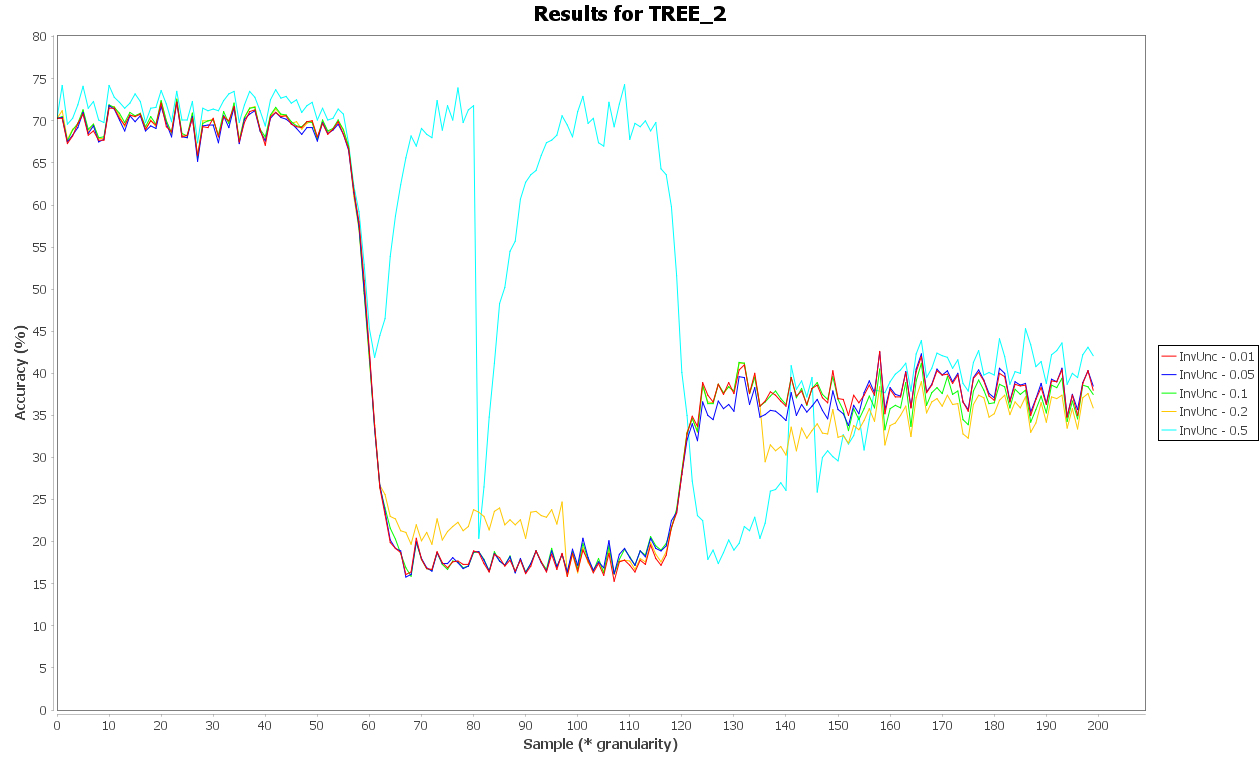 Results for TREE_2
Accuracy (%)
80
75
70
65
60
55
50
45
40
35
30
25
20
15
10
5
0
0 10 20 30 40 50 60 70 80 90 100 110 120 130 140 150 160 170 180 190 200
Sample (* granularity)
InvUnc - 0.01
InvUnc - 0.05
InvUnc - 0.1
InvUnc - 0.2
InvUnc - 0.5